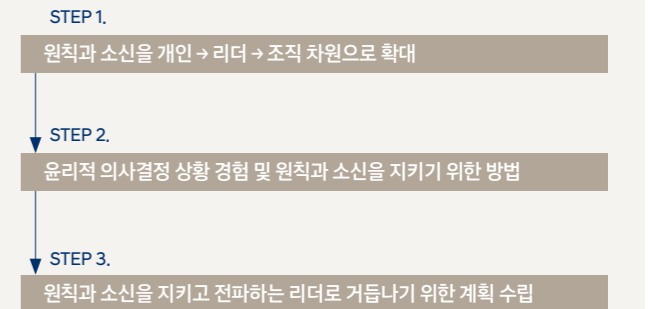 STEP 1.
원칙과 소신을 개인 → 리더 → 조직 차원으로 확대
STEP 2.
윤리적 의사결정 상황 경험 및 원칙과 소신을 지키기 위한 방법
STEP 3.
원칙과 소신을 지키고 전파하는 리더로 거듭나기 위한 계획 수립